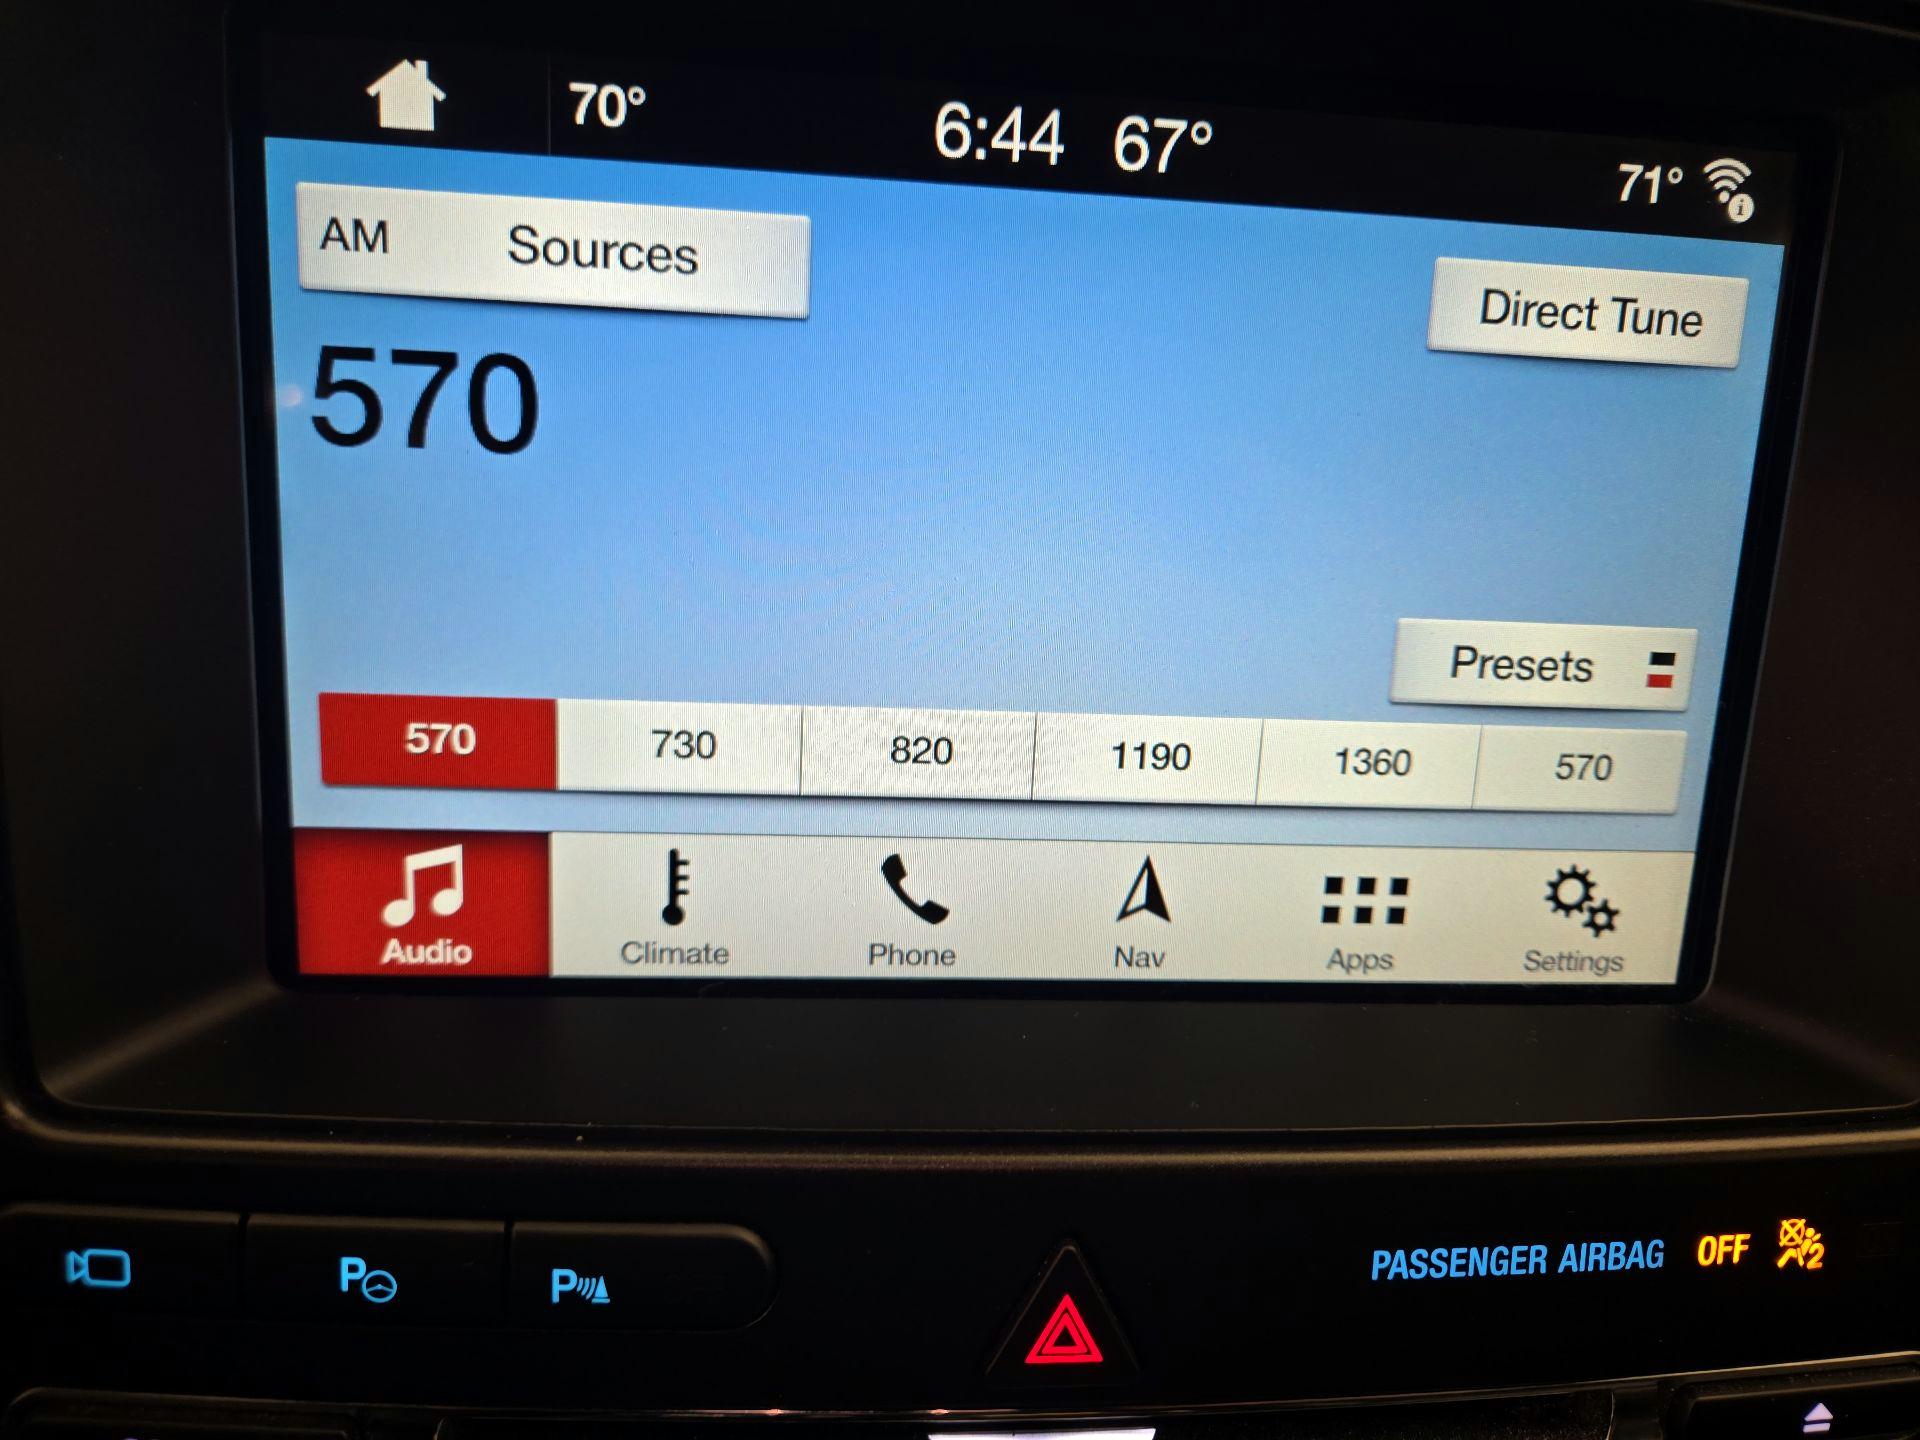 70° 6:44 67° 71°
AM Sources
Direct Tune
570
Presets
570 730 820 1190 1360 570
Audio Climate Phone Nav Apps Settings
P P PASSENGER AIRBAG OFF 2